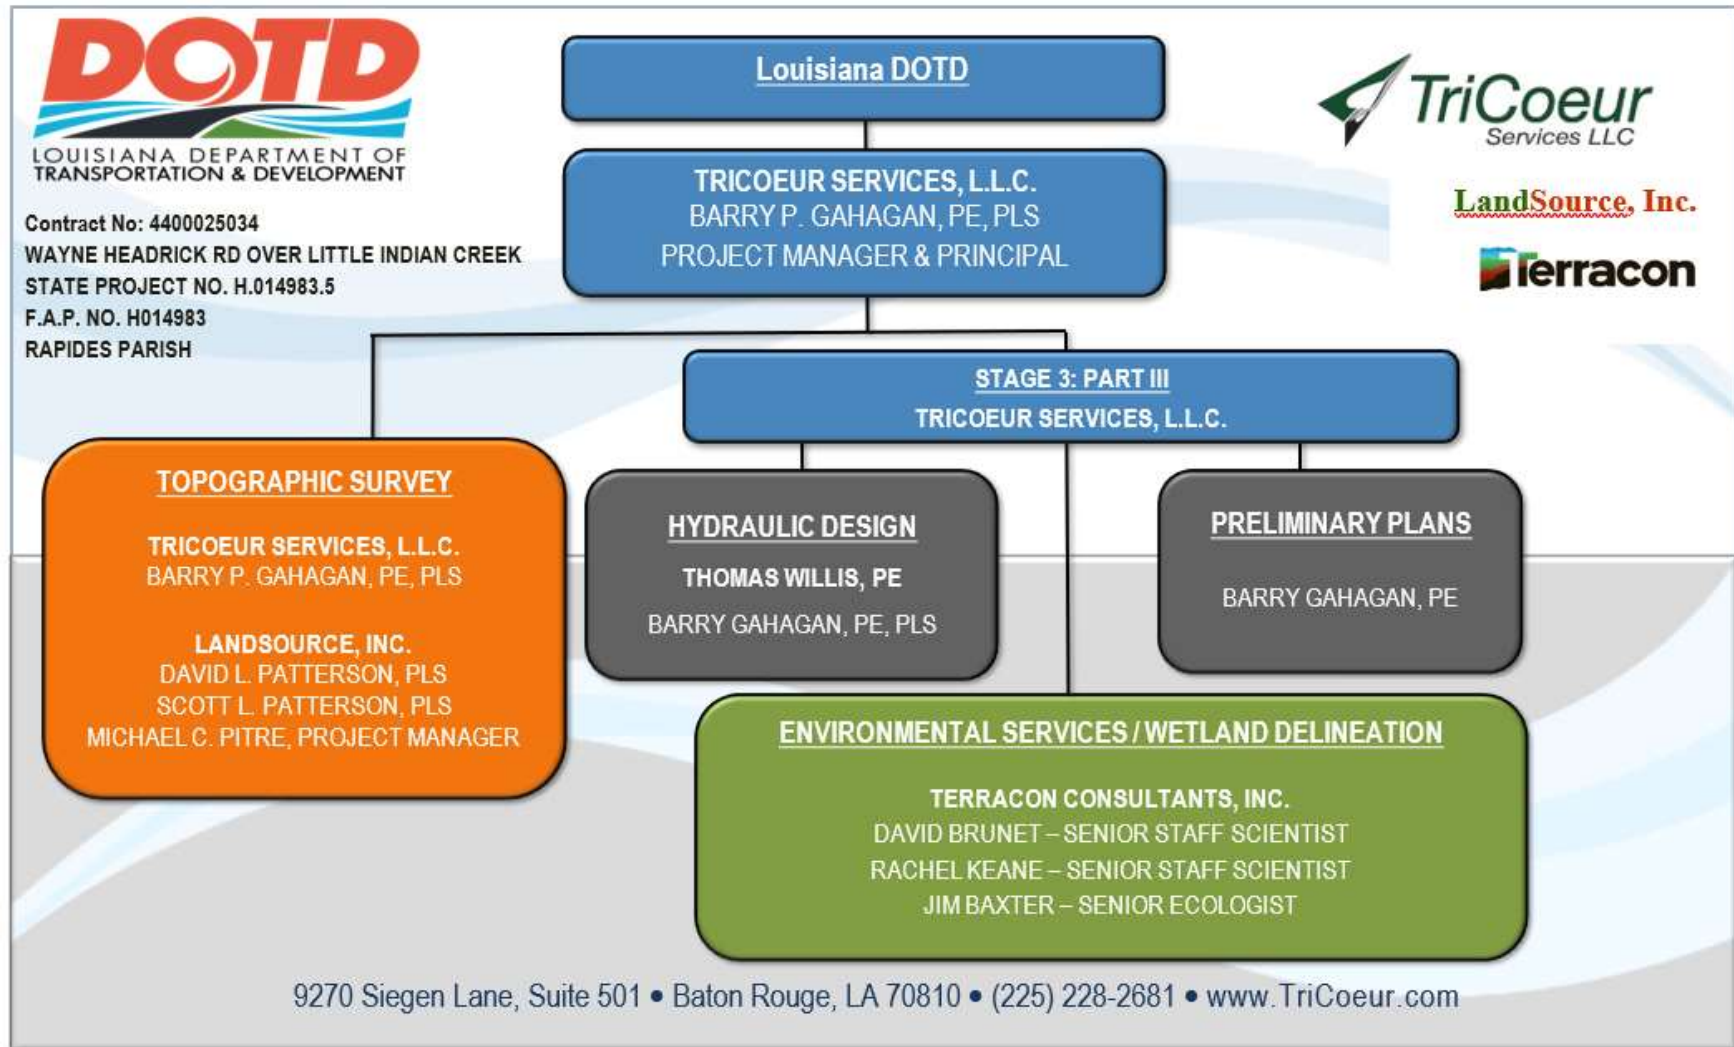 DOTD
LOUISIANA DEPARTMENT OF
TRANSPORTATION & DEVELOPMENT
Contract No: 4400025034
WAYNE HEADRICK RD OVER LITTLE INDIAN CREEK
STATE PROJECT NO. H.014983.5
F.A.P. NO. H014983
RAPIDES PARISH
Louisiana DOTD
TRICOEUR SERVICES, L.L.C.
BARRY P. GAHAGAN, PE, PLS
PROJECT MANAGER & PRINCIPAL
TriCoeur
Services LLC
LandSource, Inc.
Terracon
STAGE 3: PART III
TRICOEUR SERVICES, L.L.C.
TOPOGRAPHIC SURVEY
TRICOEUR SERVICES, L.L.C.
BARRY P. GAHAGAN, PE, PLS
LANDSOURCE, INC.
DAVID L. PATTERSON, PLS
SCOTT L. PATTERSON, PLS
MICHAEL C. PITRE, PROJECT MANAGER
HYDRAULIC DESIGN
THOMAS WILLIS, PE
BARRY GAHAGAN, PE, PLS
PRELIMINARY PLANS
BARRY GAHAGAN, PE
ENVIRONMENTAL SERVICES / WETLAND DELINEATION
TERRACON CONSULTANTS, INC.
DAVID BRUNET – SENIOR STAFF SCIENTIST
RACHEL KEANE – SENIOR STAFF SCIENTIST
JIM BAXTER – SENIOR ECOLOGIST
9270 Siegen Lane, Suite 501 • Baton Rouge, LA 70810 • (225) 228-2681 • www.TriCoeur.com